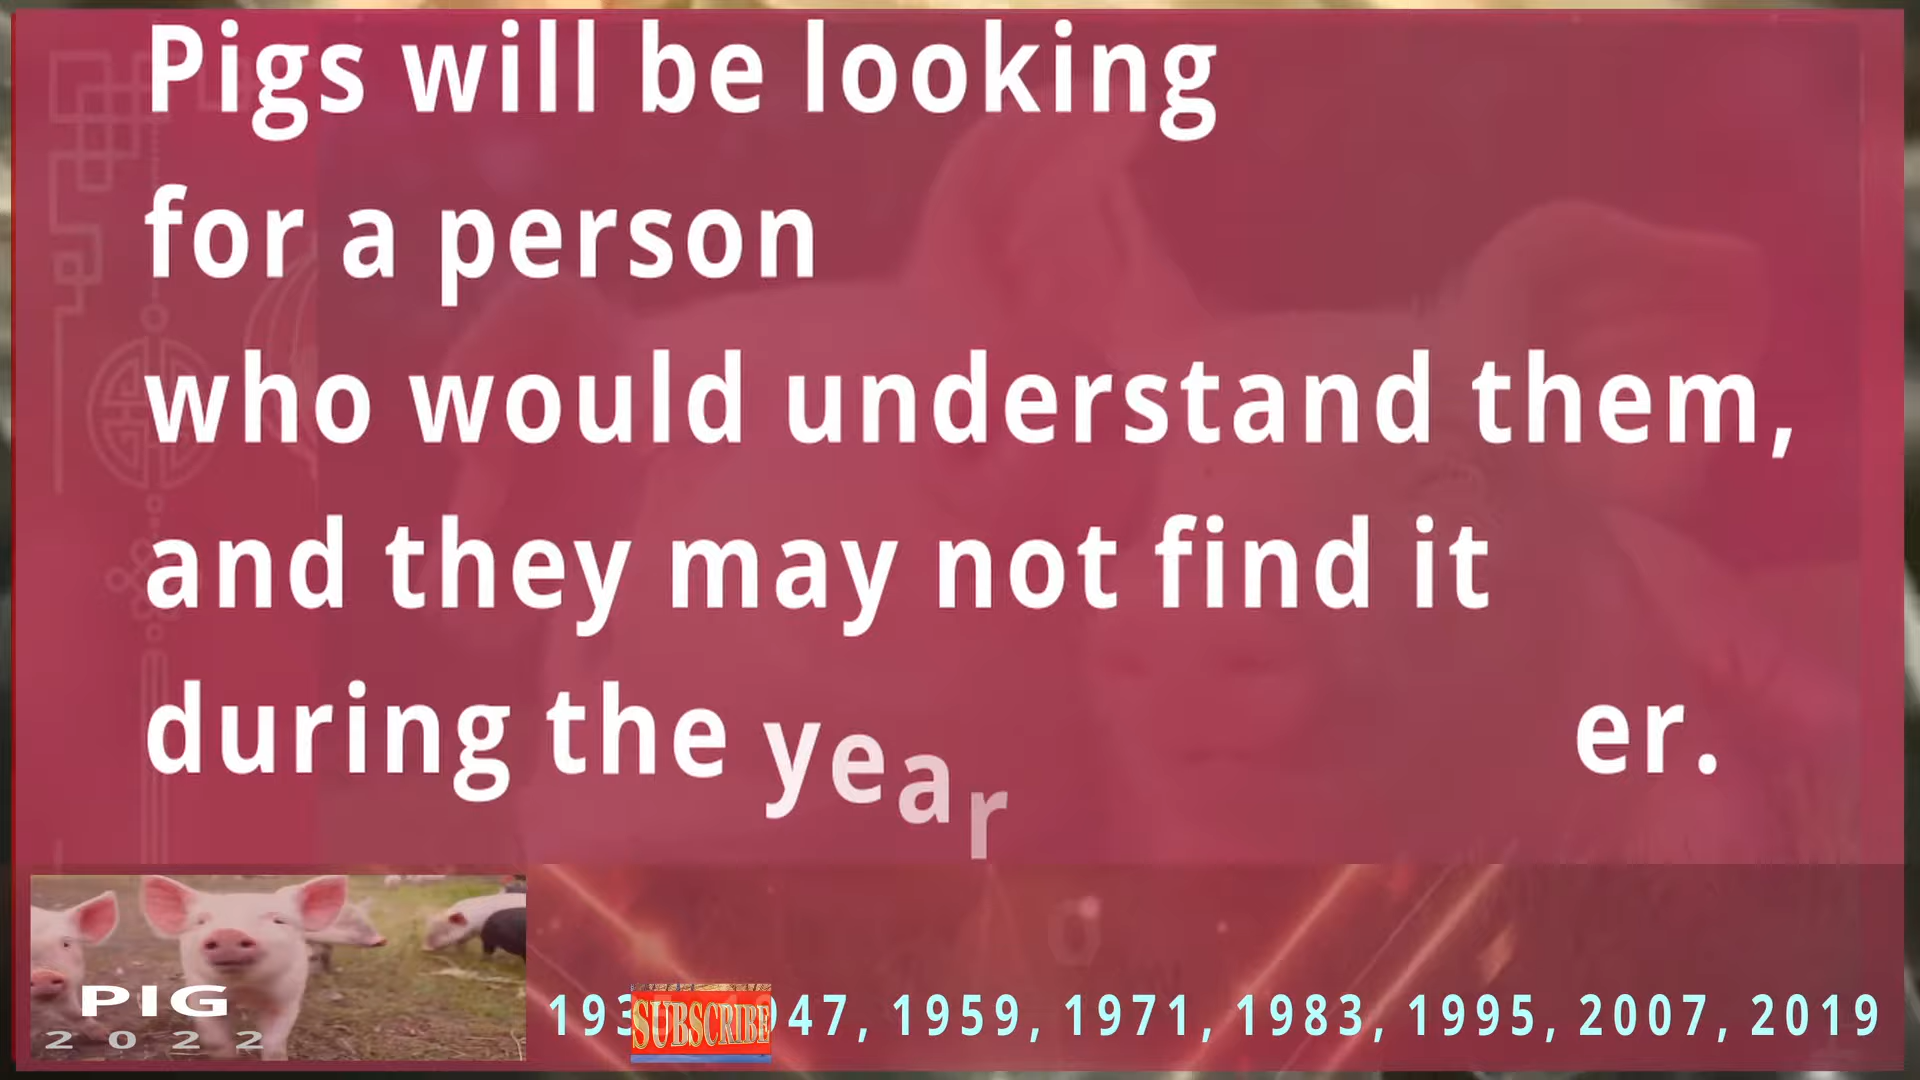 Pigs will be looking
for a person
who would understand them,
and they may not find it
during the year er.
PIG
2022
SUBSCRIBE
47, 1959, 1971, 1983, 1995, 2007, 2019